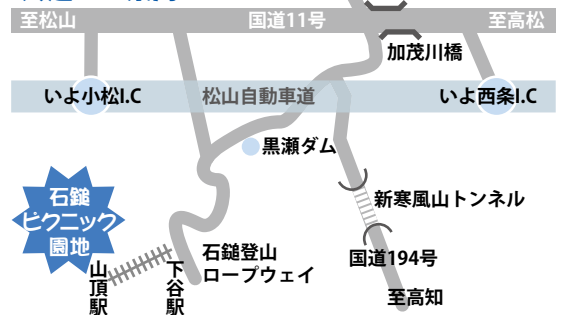 至松山 国道11号 至高松
加茂川橋
いよ小松I.C 松山自動車道 いよ西条I.C
黒瀬ダム
石鎚
ピクニック
園地
新寒風山トンネル
石鎚登山
ロープウェイ
国道194号
山頂駅
下谷駅
至高知